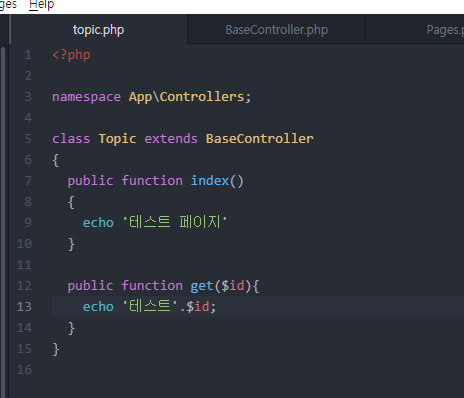 ges Help
topic.php BaseController.php Pages.p
1 <?php
2
3 namespace App\Controllers;
4
5 class Topic extends BaseController
6 {
7 public function index()
8 {
9 echo '테스트 페이지'
10 }
11
12 public function get($id){
13 echo '테스트'.$id;
14 }
15 }
16